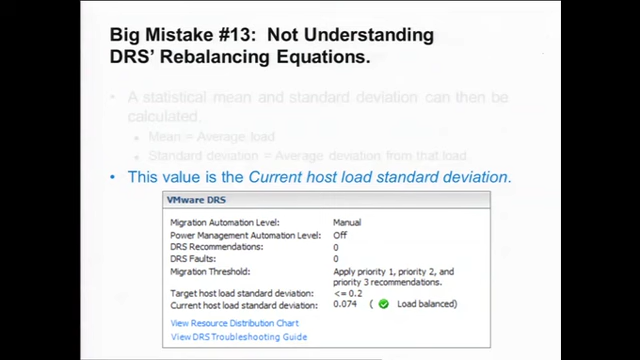 Big Mistake #13: Not Understanding
DRS' Rebalancing Equations.
• A statistical mean and standard deviation can then be
calculated.
• Mean = Average load
• Standard deviation = Average deviation from that load
• This value is the Current host load standard deviation.
VMware DRS
Migration Automation Level: Manual
Power Management Automation Level: Off
DRS Recommendations: 0
DRS Faults: 0
Migration Threshold: Apply priority 1, priority 2, and
priority 3 recommendations.
Target host load standard deviation: <= 0.2
Current host load standard deviation: 0.074 ( Load balanced)
View Resource Distribution Chart
View DRS Troubleshooting Guide